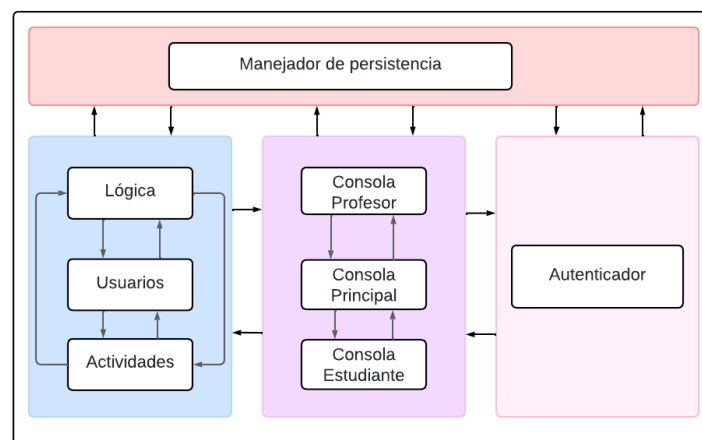 Manejador de persistencia
Lógica
Usuarios
Actividades
Consola
Profesor
Consola
Principal
Consola
Estudiante
Autenticador